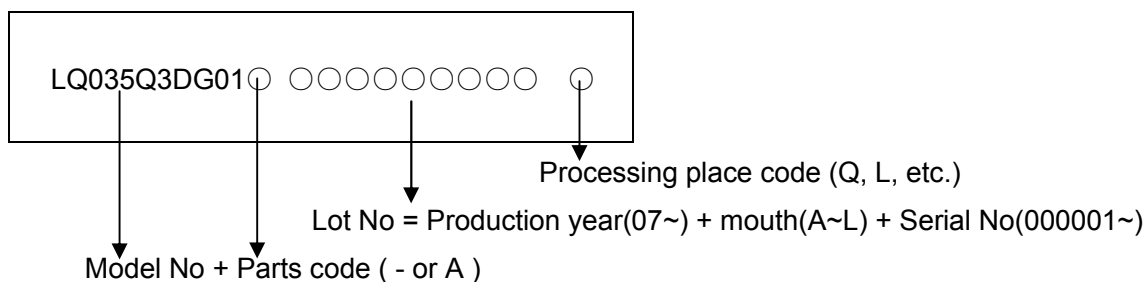 LQ035Q3DG01○ ○○○○○○○○○ ○
Processing place code (Q, L, etc.)
Lot No = Production year(07~) + mouth(A~L) + Serial No(000001~)
Model No + Parts code ( - or A )